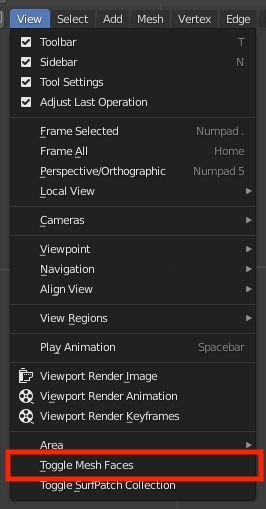 View Select Add Mesh Vertex Edge
Toolbar T
Sidebar N
Tool Settings
Adjust Last Operation
Frame Selected Numpad .
Frame All Home
Perspective/Orthographic Numpad 5
Local View
Cameras
Viewpoint
Navigation
Align View
View Regions
Play Animation Spacebar
Viewport Render Image
Viewport Render Animation
Viewport Render Keyframes
Area
Toggle Mesh Faces
Toggle SurfPatch Collection